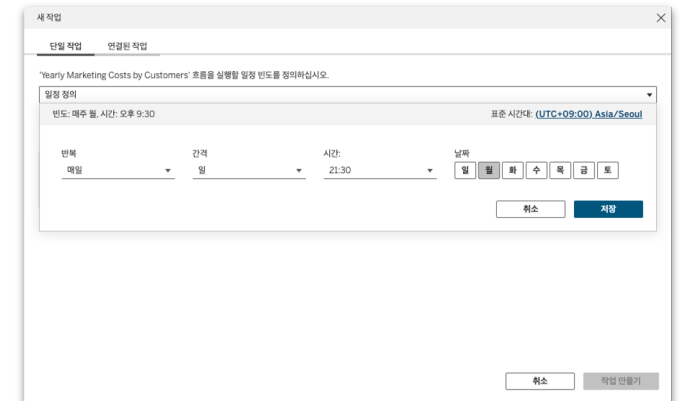 새 작업
단일 작업 연결된 작업
'Yearly Marketing Costs by Customers' 흐름을 실행할 일정 빈도를 정의하십시오.
일정 정의
빈도: 매주 월, 시간: 오후 9:30 표준 시간대: (UTC+09:00) Asia/Seoul
반복 간격 시간: 날짜
매일 일 21:30 일 월 화 수 목 금 토
취소 저장
취소 작업 만들기